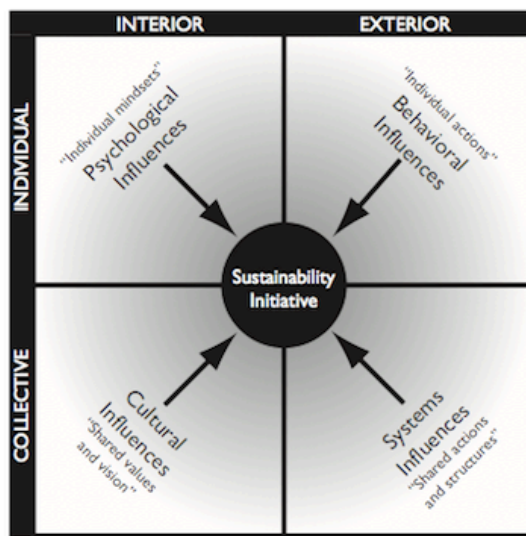 INTERIOR
EXTERIOR
INDIVIDUAL
"Individual mindsets"
Psychological
Influences
"Individual actions"
Behavioral
Influences
Sustainability
Initiative
COLLECTIVE
Cultural
Influences
"Shared values
and vision"
Systems
Influences
"Shared actions
and structures"